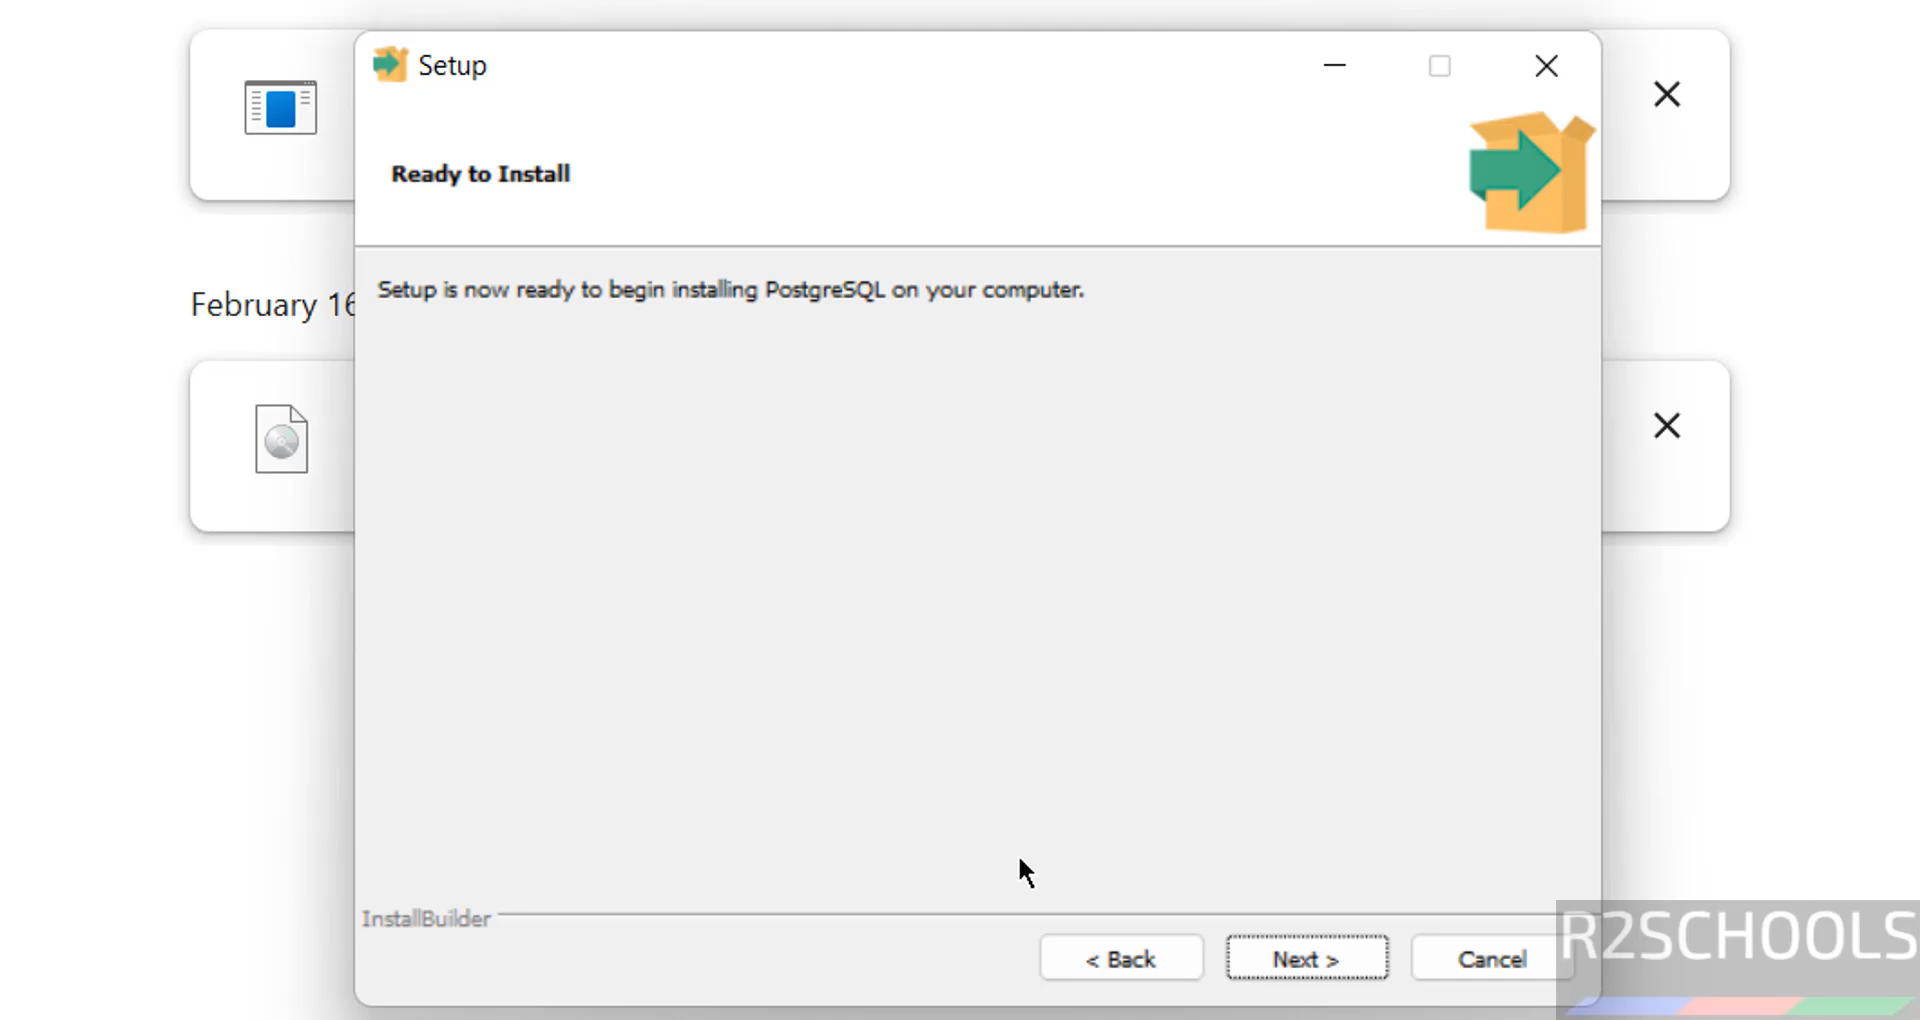 Setup
Ready to Install
Setup is now ready to begin installing PostgreSQL on your computer.
February 16
InstallBuilder
< Back
Next >
Cancel
R2SCHOOLS